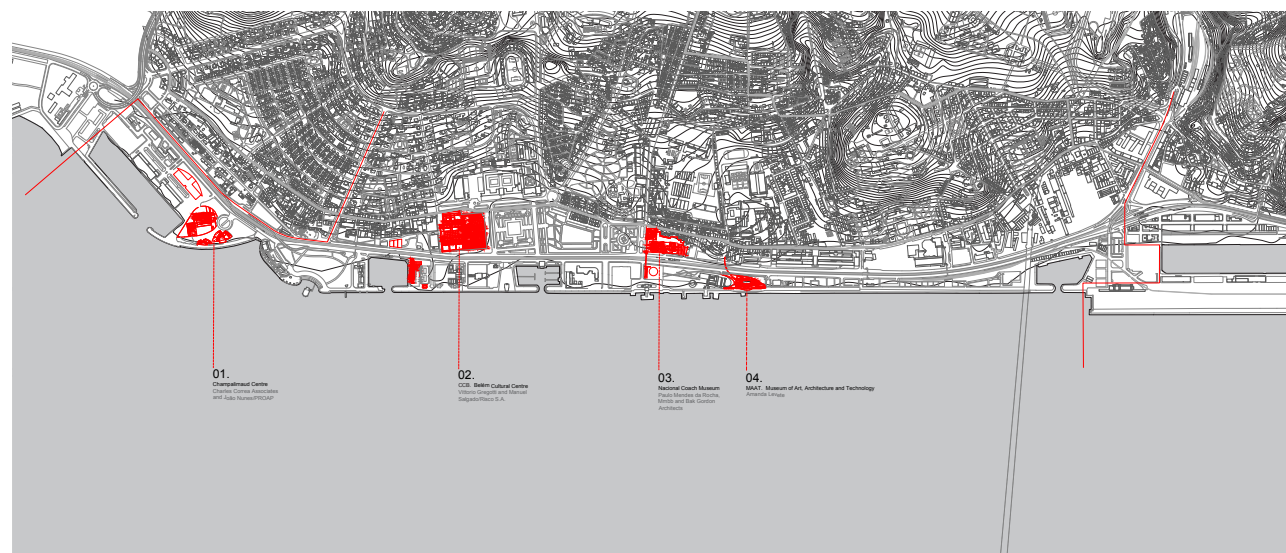 01.
Champalimaud Centre
Charles Correa Associates
and João Nunes/PROAP
02.
CCB. Belém Cultural Centre
Vittorio Gregotti and Manuel
Salgado/Risco S.A.
03.
Nacional Coach Museum
Paulo Mendes da Rocha,
Mmbb and Bak Gordon
Architects
04.
MAAT. Museum of Art, Architecture and Technology
Amanda Levete